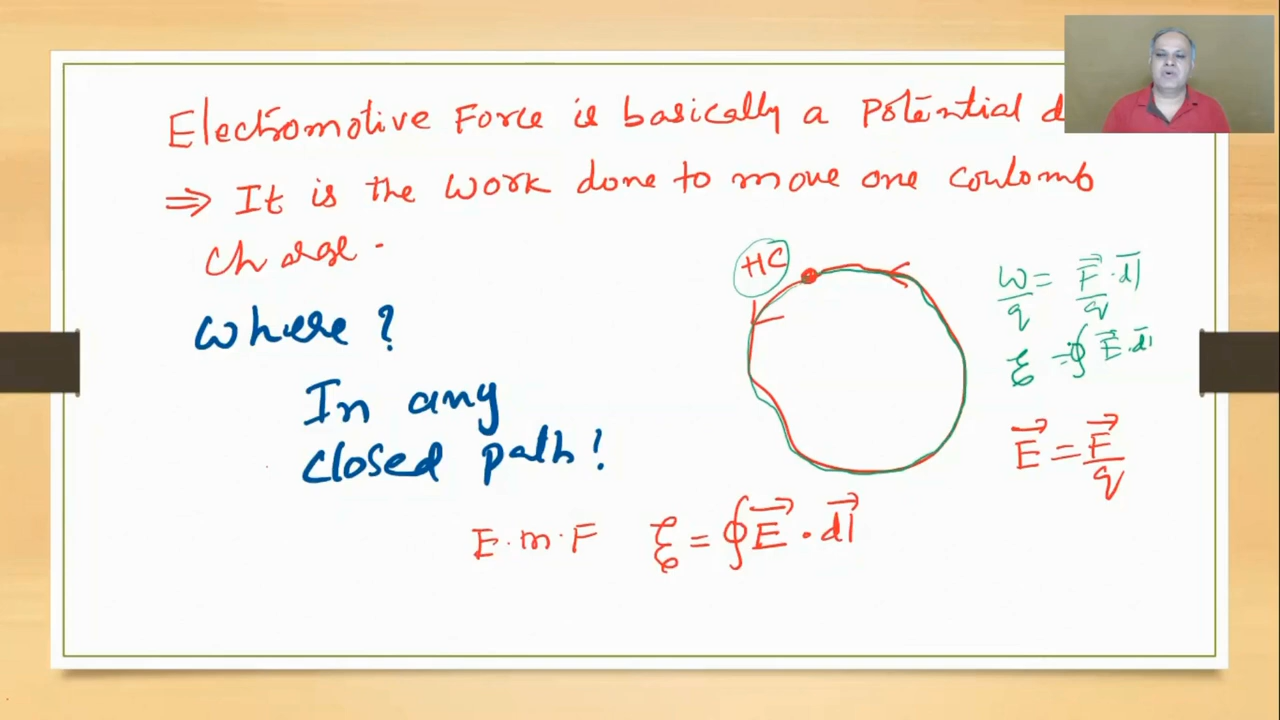 Electromotive Force is basically a Potential d
⇒ It is the work done to move one coulomb
charge.
Where?
In any
closed path!
HC
W/q = F⃗/q · dl⃗
ξ = ∮ E⃗ · dl⃗
E⃗ = F⃗/q
E.m.F ξ = ∮ E⃗ · dl⃗